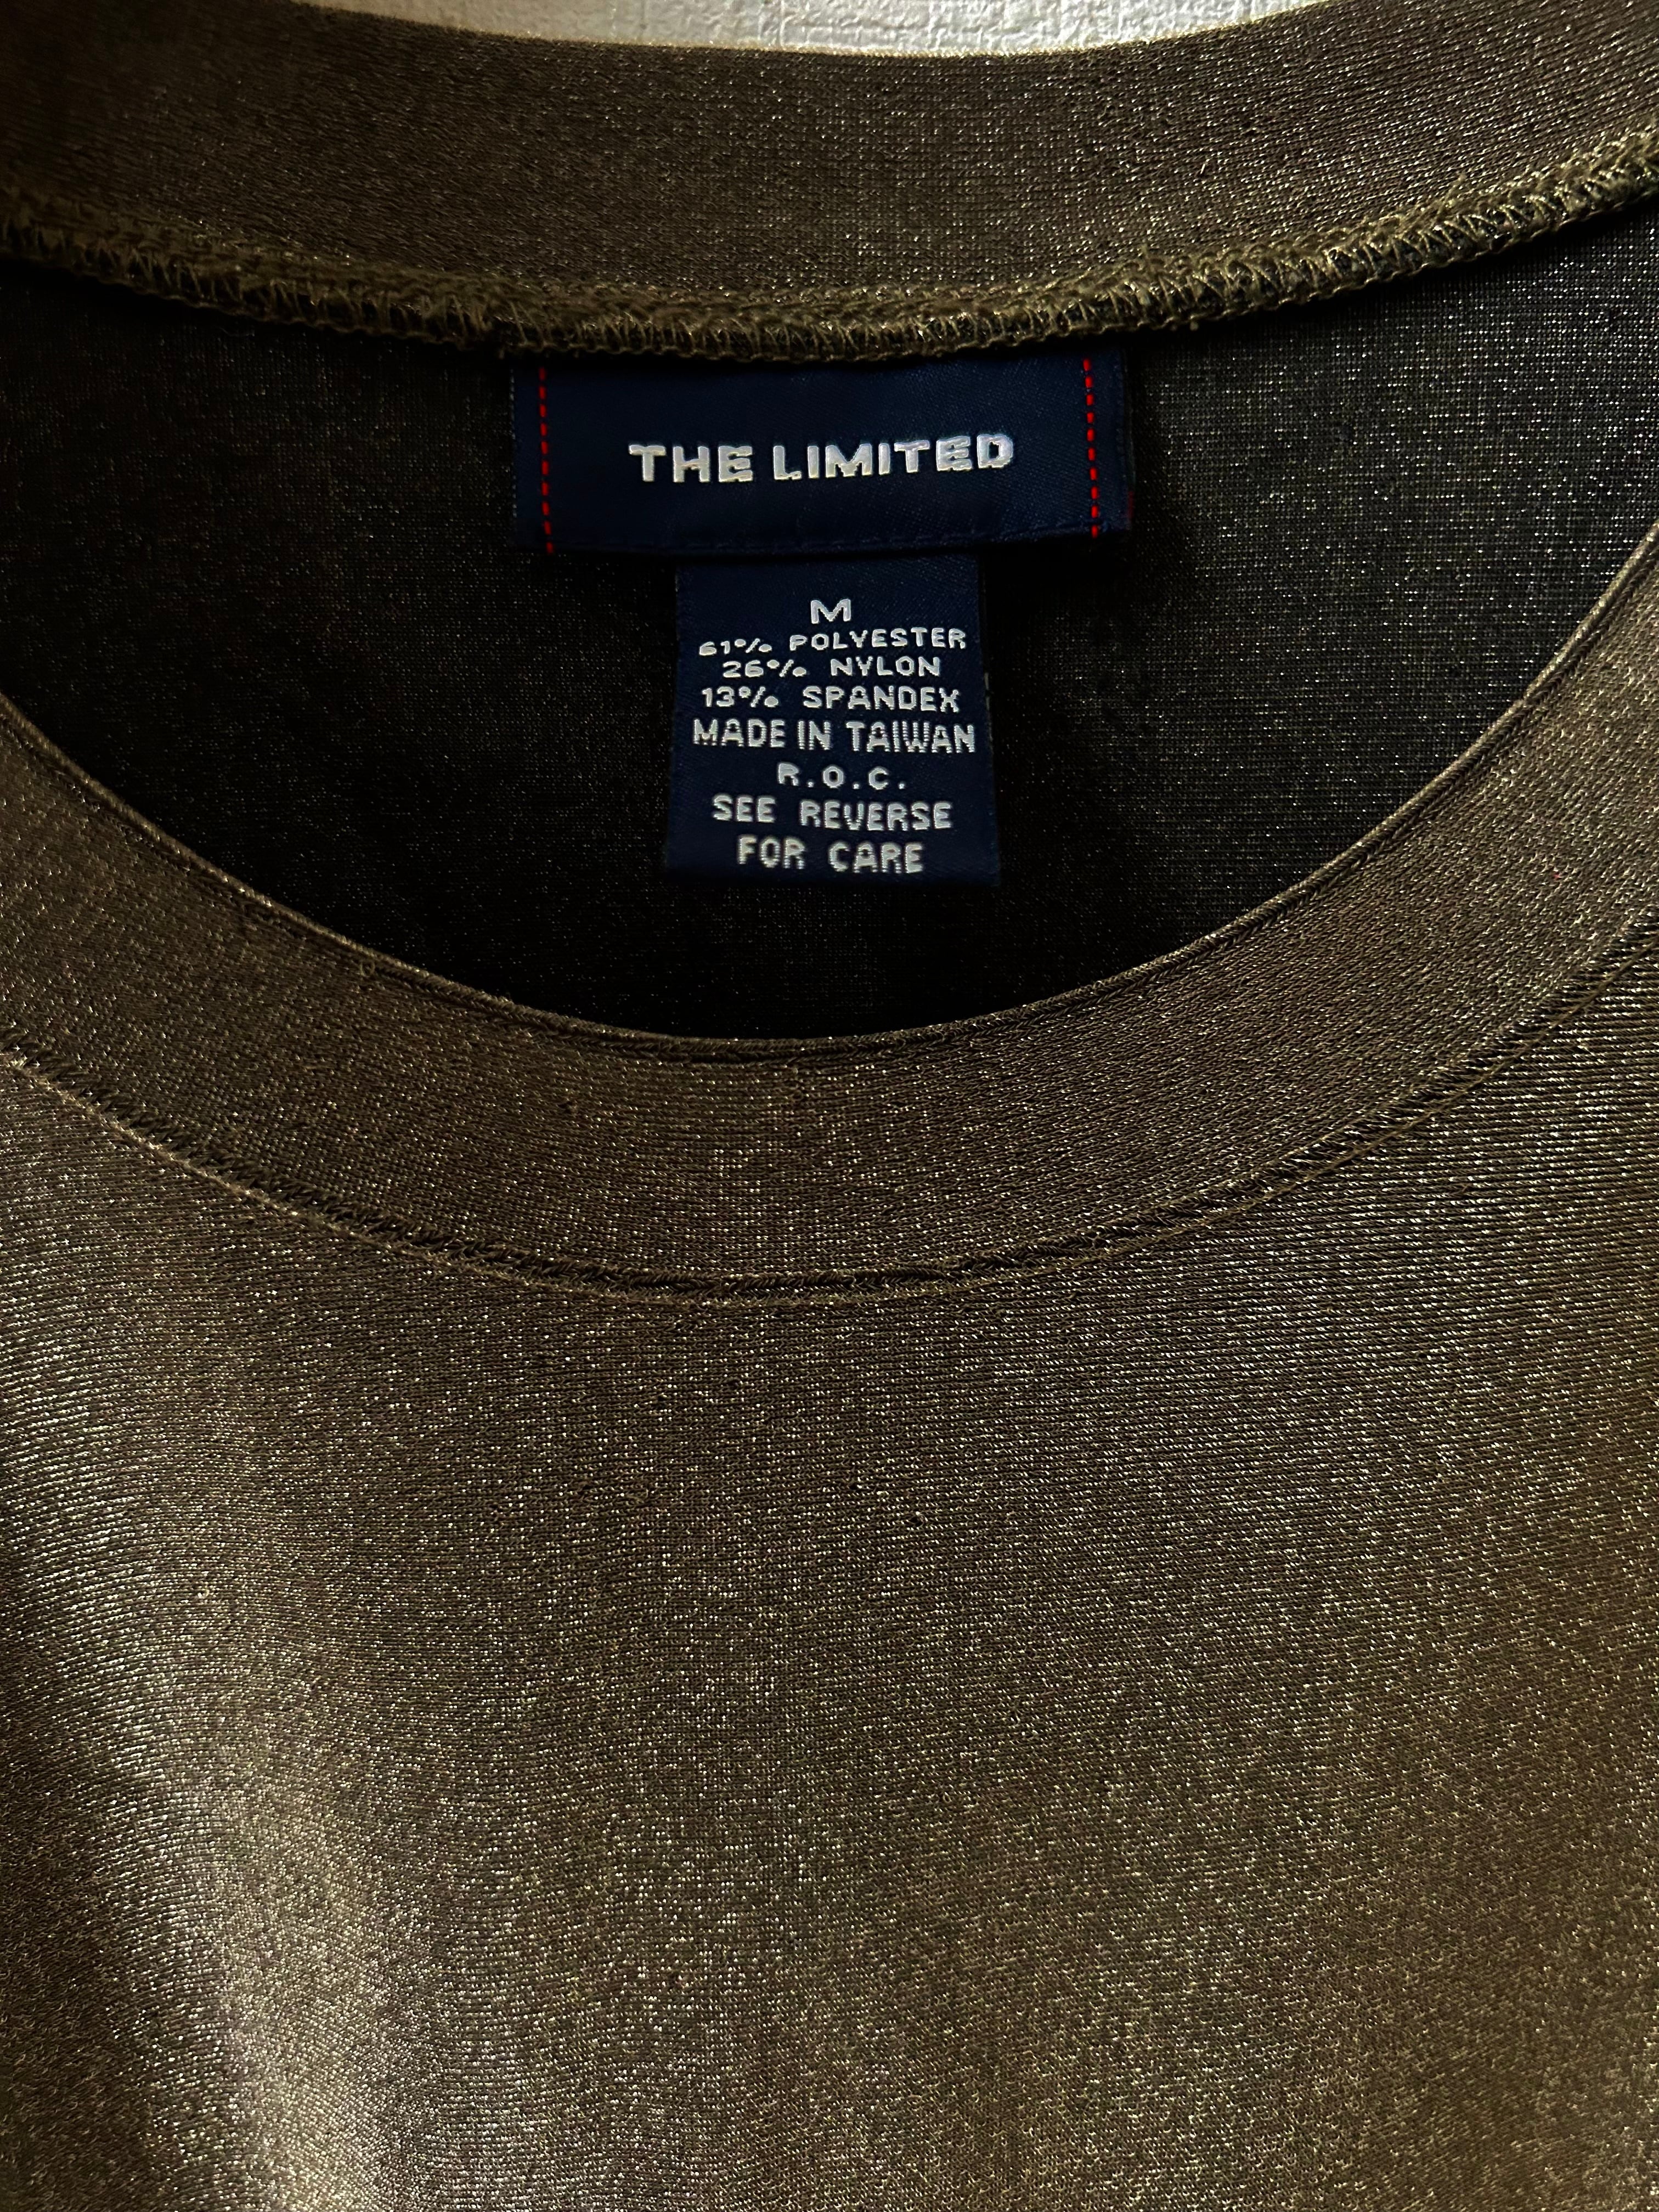 THE LIMITED
M
61% POLYESTER
26% NYLON
13% SPANDEX
MADE IN TAIWAN
R.O.C.
SEE REVERSE
FOR CARE